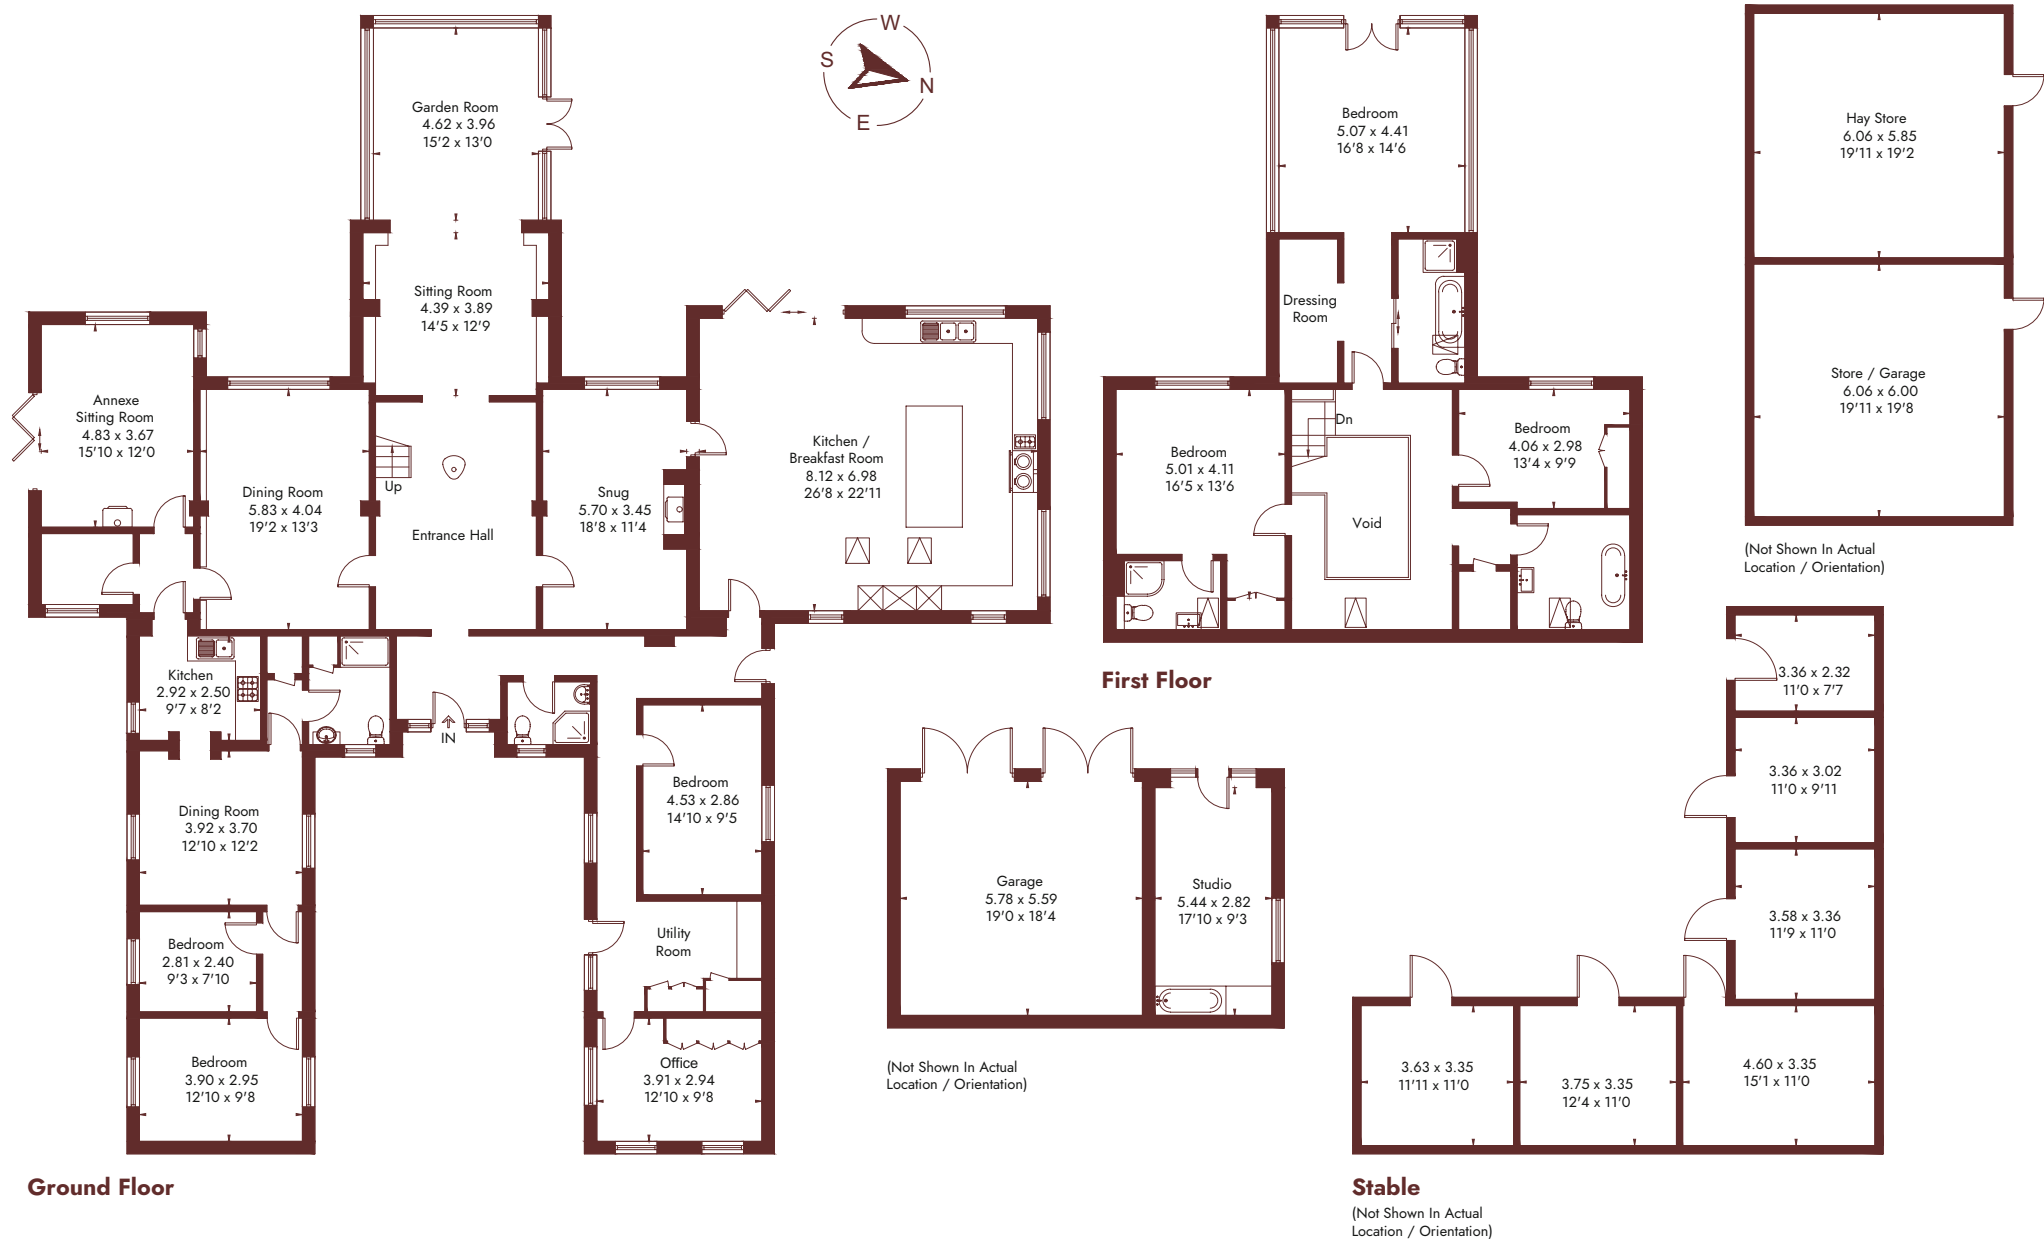 Garden Room
4.62 x 3.96
15'2 x 13'0
W
S
N
E
Sitting Room
4.39 x 3.89
14'5 x 12'9
Annexe
Sitting Room
4.83 x 3.67
15'10 x 12'0
Dining Room
5.83 x 4.04
19'2 x 13'3
Up
Entrance Hall
Snug
5.70 x 3.45
18'8 x 11'4
Kitchen /
Breakfast Room
8.12 x 6.98
26'8 x 22'11
Kitchen
2.92 x 2.50
9'7 x 8'2
IN
Dining Room
3.92 x 3.70
12'10 x 12'2
Bedroom
4.53 x 2.86
14'10 x 9'5
Bedroom
2.81 x 2.40
9'3 x 7'10
Utility
Room
Bedroom
3.90 x 2.95
12'10 x 9'8
Office
3.91 x 2.94
12'10 x 9'8
Ground Floor
Bedroom
5.07 x 4.41
16'8 x 14'6
Dressing
Room
Dn
Bedroom
5.01 x 4.11
16'5 x 13'6
Bedroom
4.06 x 2.98
13'4 x 9'9
Void
First Floor
Garage
5.78 x 5.59
19'0 x 18'4
Studio
5.44 x 2.82
17'10 x 9'3
(Not Shown In Actual
Location / Orientation)
Hay Store
6.06 x 5.85
19'11 x 19'2
Store / Garage
6.06 x 6.00
19'11 x 19'8
(Not Shown In Actual
Location / Orientation)
3.36 x 2.32
11'0 x 7'7
3.36 x 3.02
11'0 x 9'11
3.58 x 3.36
11'9 x 11'0
3.63 x 3.35
11'11 x 11'0
3.75 x 3.35
12'4 x 11'0
4.60 x 3.35
15'1 x 11'0
Stable
(Not Shown In Actual
Location / Orientation)